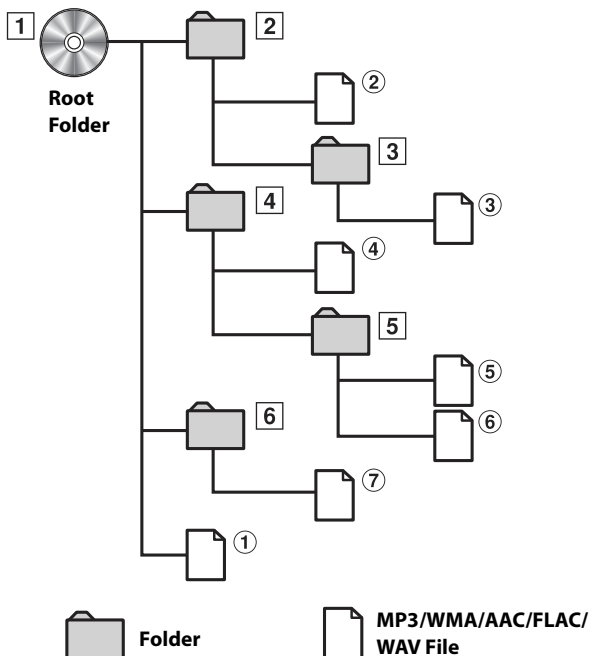 1
2
Root
Folder
②
3
③
4
④
5
⑤
⑥
6
⑦
①
Folder
MP3/WMA/AAC/FLAC/
WAV File